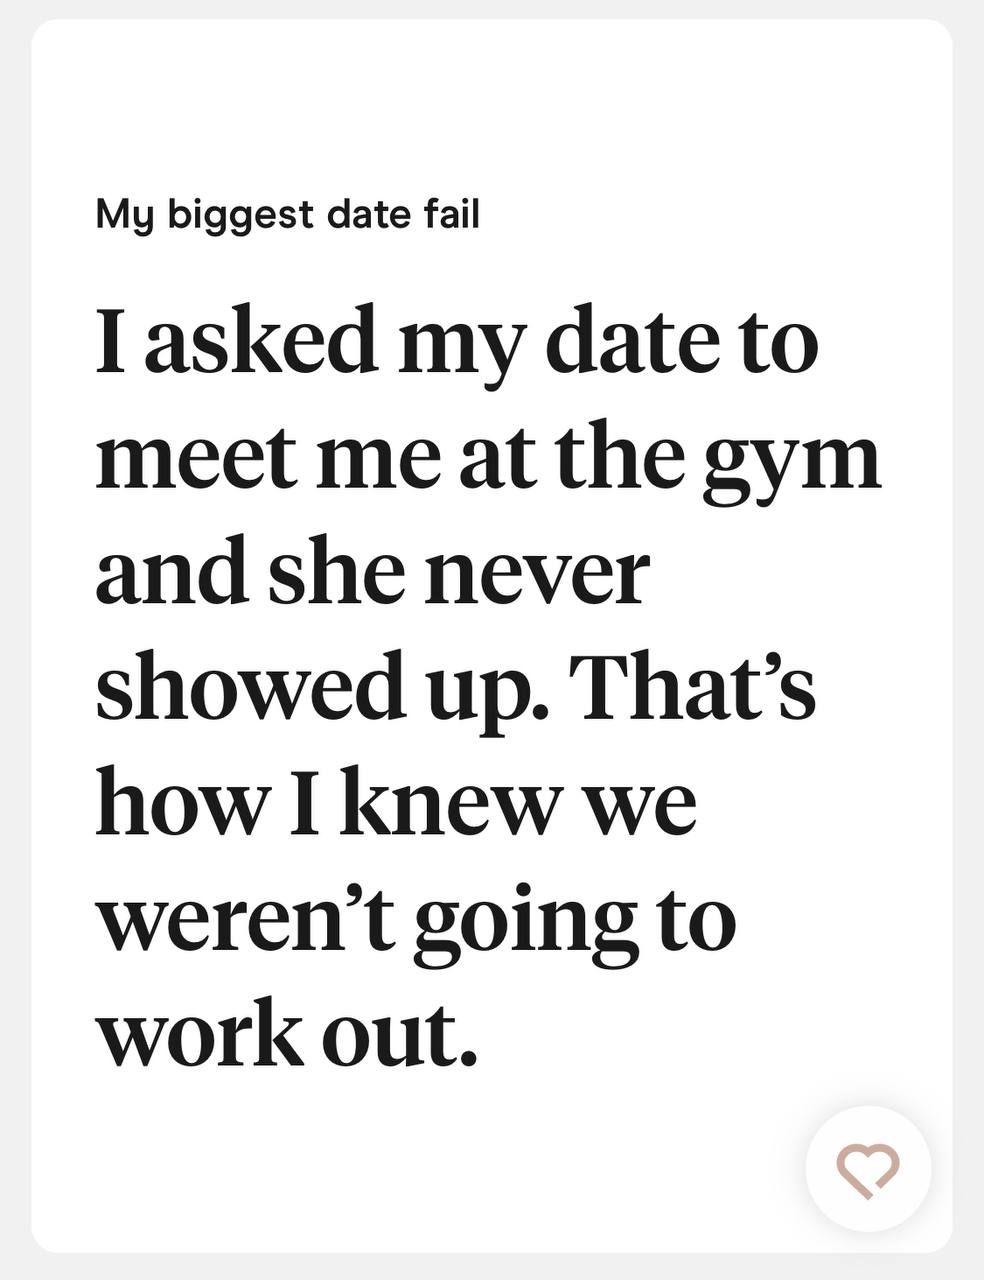 My biggest date fail
I asked my date to
meet me at the gym
and she never
showed up. That’s
how I knew we
weren’t going to
work out.